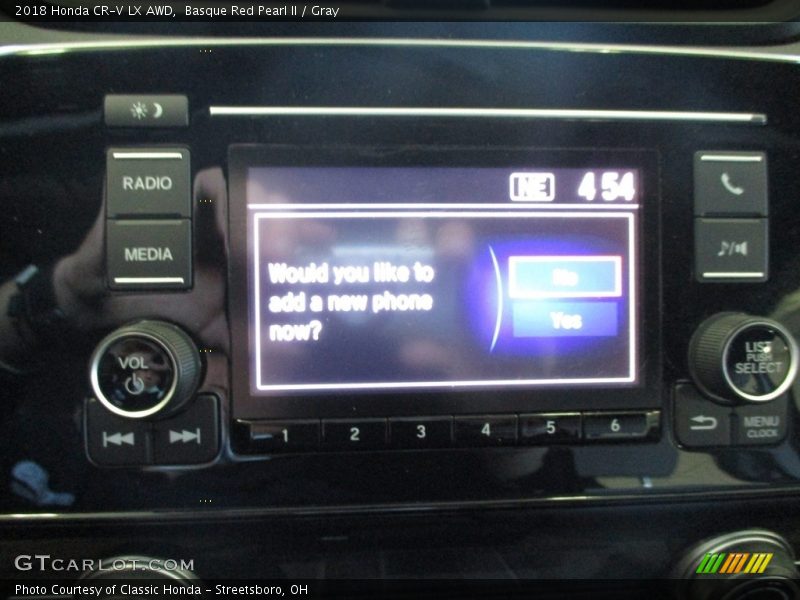 2018 Honda CR-V LX AWD, Basque Red Pearl II / Gray
RADIO
MEDIA
VOL
NE 4:54
Would you like to
add a new phone
now?
No
Yes
LIST
PUSH
SELECT
MENU
CLOCK
1 2 3 4 5 6
GTCARLOT.COM
Photo Courtesy of Classic Honda - Streetsboro, OH